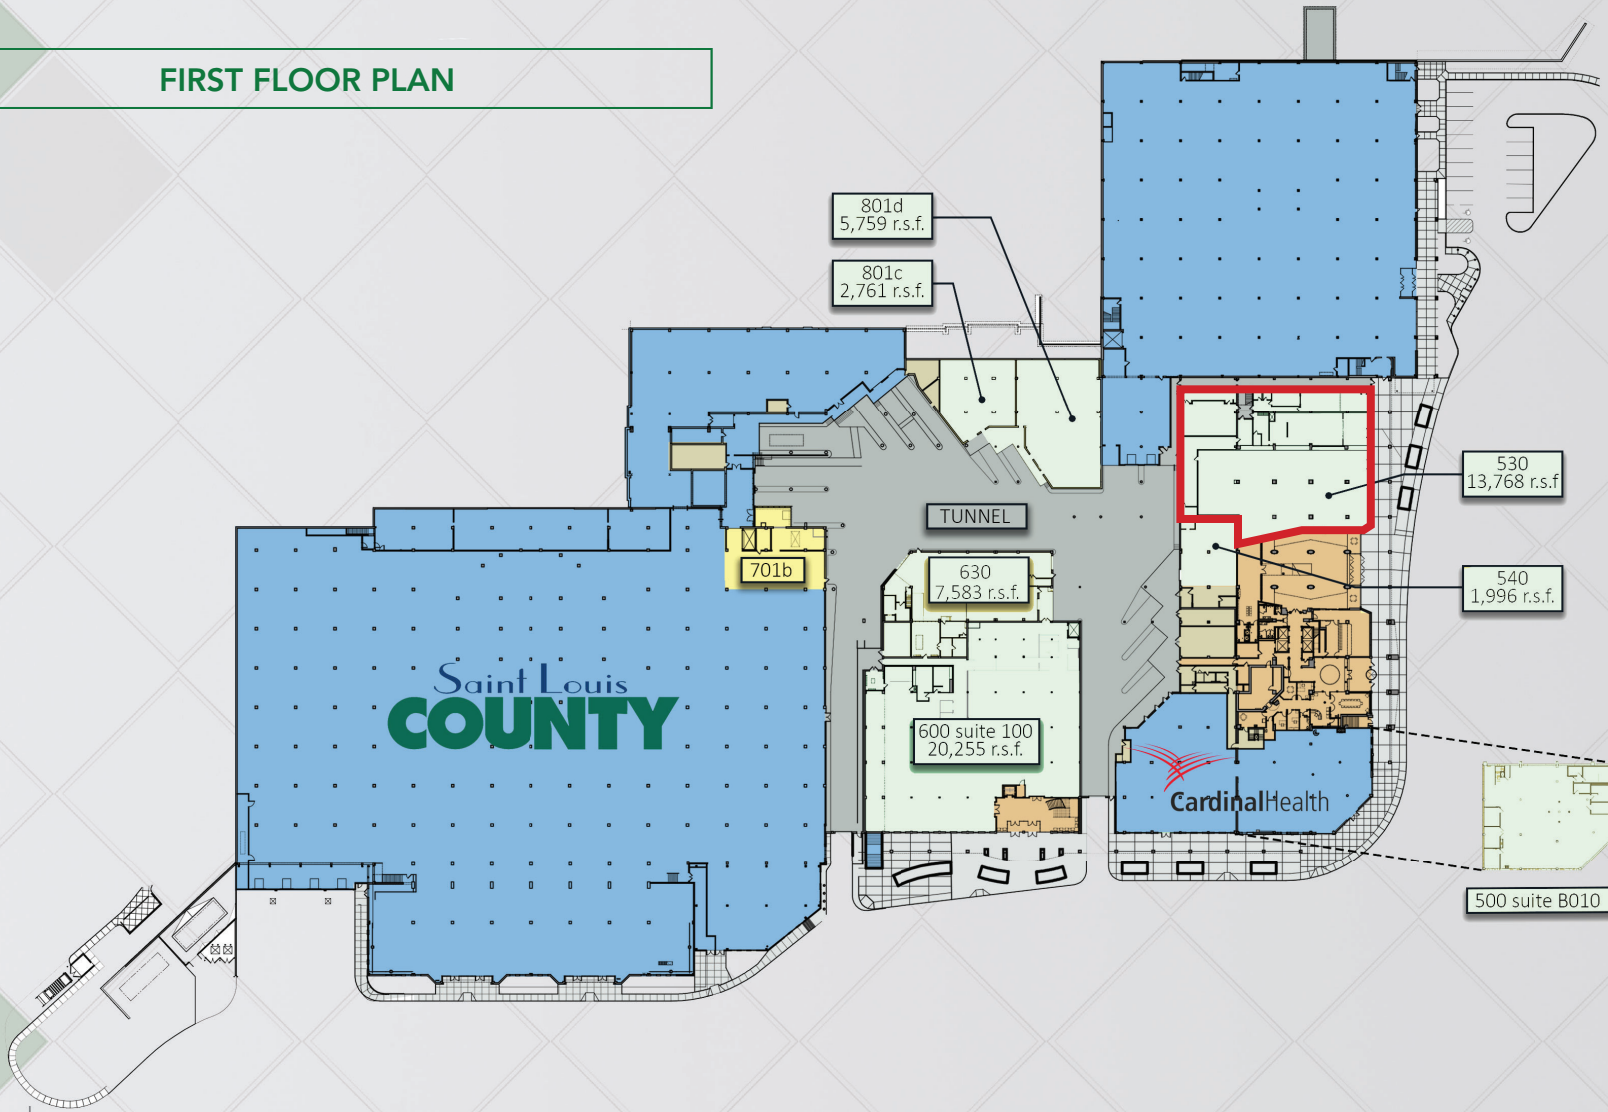 FIRST FLOOR PLAN
801d
5,759 r.s.f.
801c
2,761 r.s.f.
530
13,768 r.s.f
TUNNEL
701b
630
7,583 r.s.f.
540
1,996 r.s.f.
Saint Louis
COUNTY
600 suite 100
20,255 r.s.f.
CardinalHealth
500 suite B010